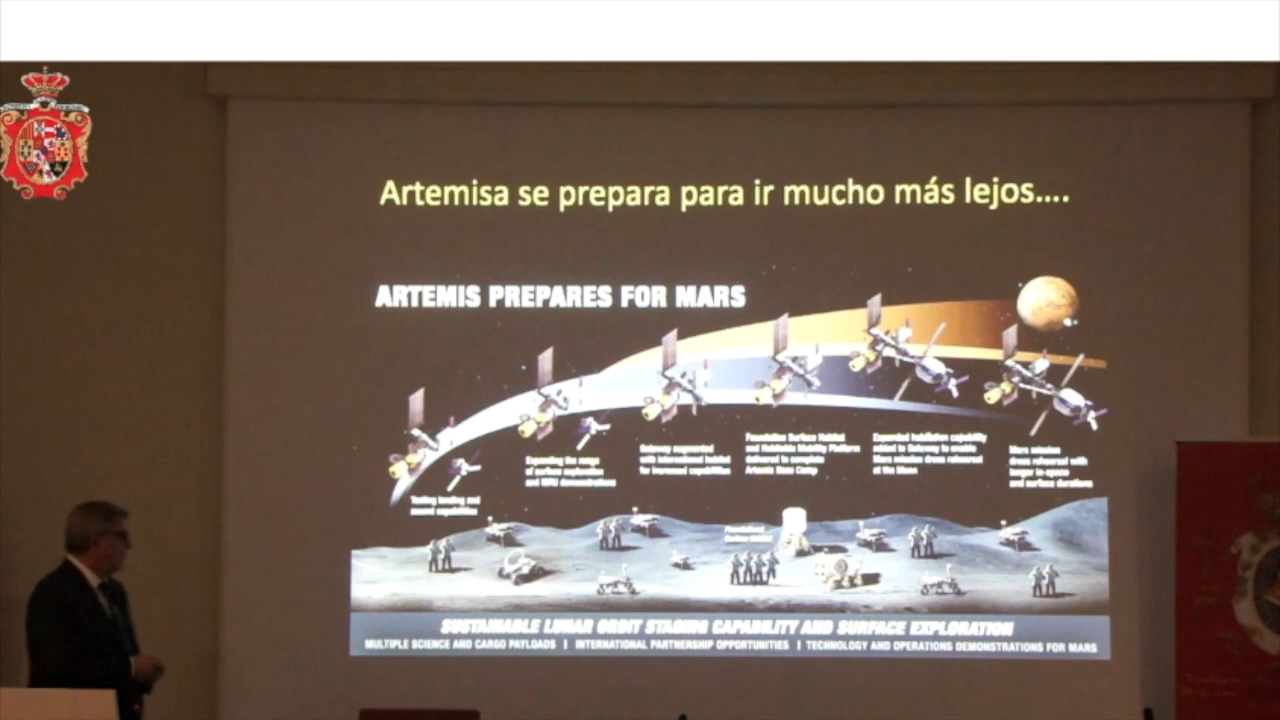 Artemisa se prepara para ir mucho más lejos....
ARTEMIS PREPARES FOR MARS
Expanding the range
of surface exploration
and ISRU demonstrations
Gateway augmented
with international habitat
for increased capabilities
Foundation Surface Habitat
and Habitable Mobility Platform
delivered to complete
Artemis Base Camp
Expanded habitation capability
added to Gateway to enable
Mars mission dress rehearsal
at the Moon
Mars mission
dress rehearsal with
longer in-space
and surface durations
Testing landing and
ascent capabilities
Foundational
Surface Habitat
SUSTAINABLE LUNAR ORBIT STAGING CAPABILITY AND SURFACE EXPLORATION
MULTIPLE SCIENCE AND CARGO PAYLOADS | INTERNATIONAL PARTNERSHIP OPPORTUNITIES | TECHNOLOGY AND OPERATIONS DEMONSTRATIONS FOR MARS